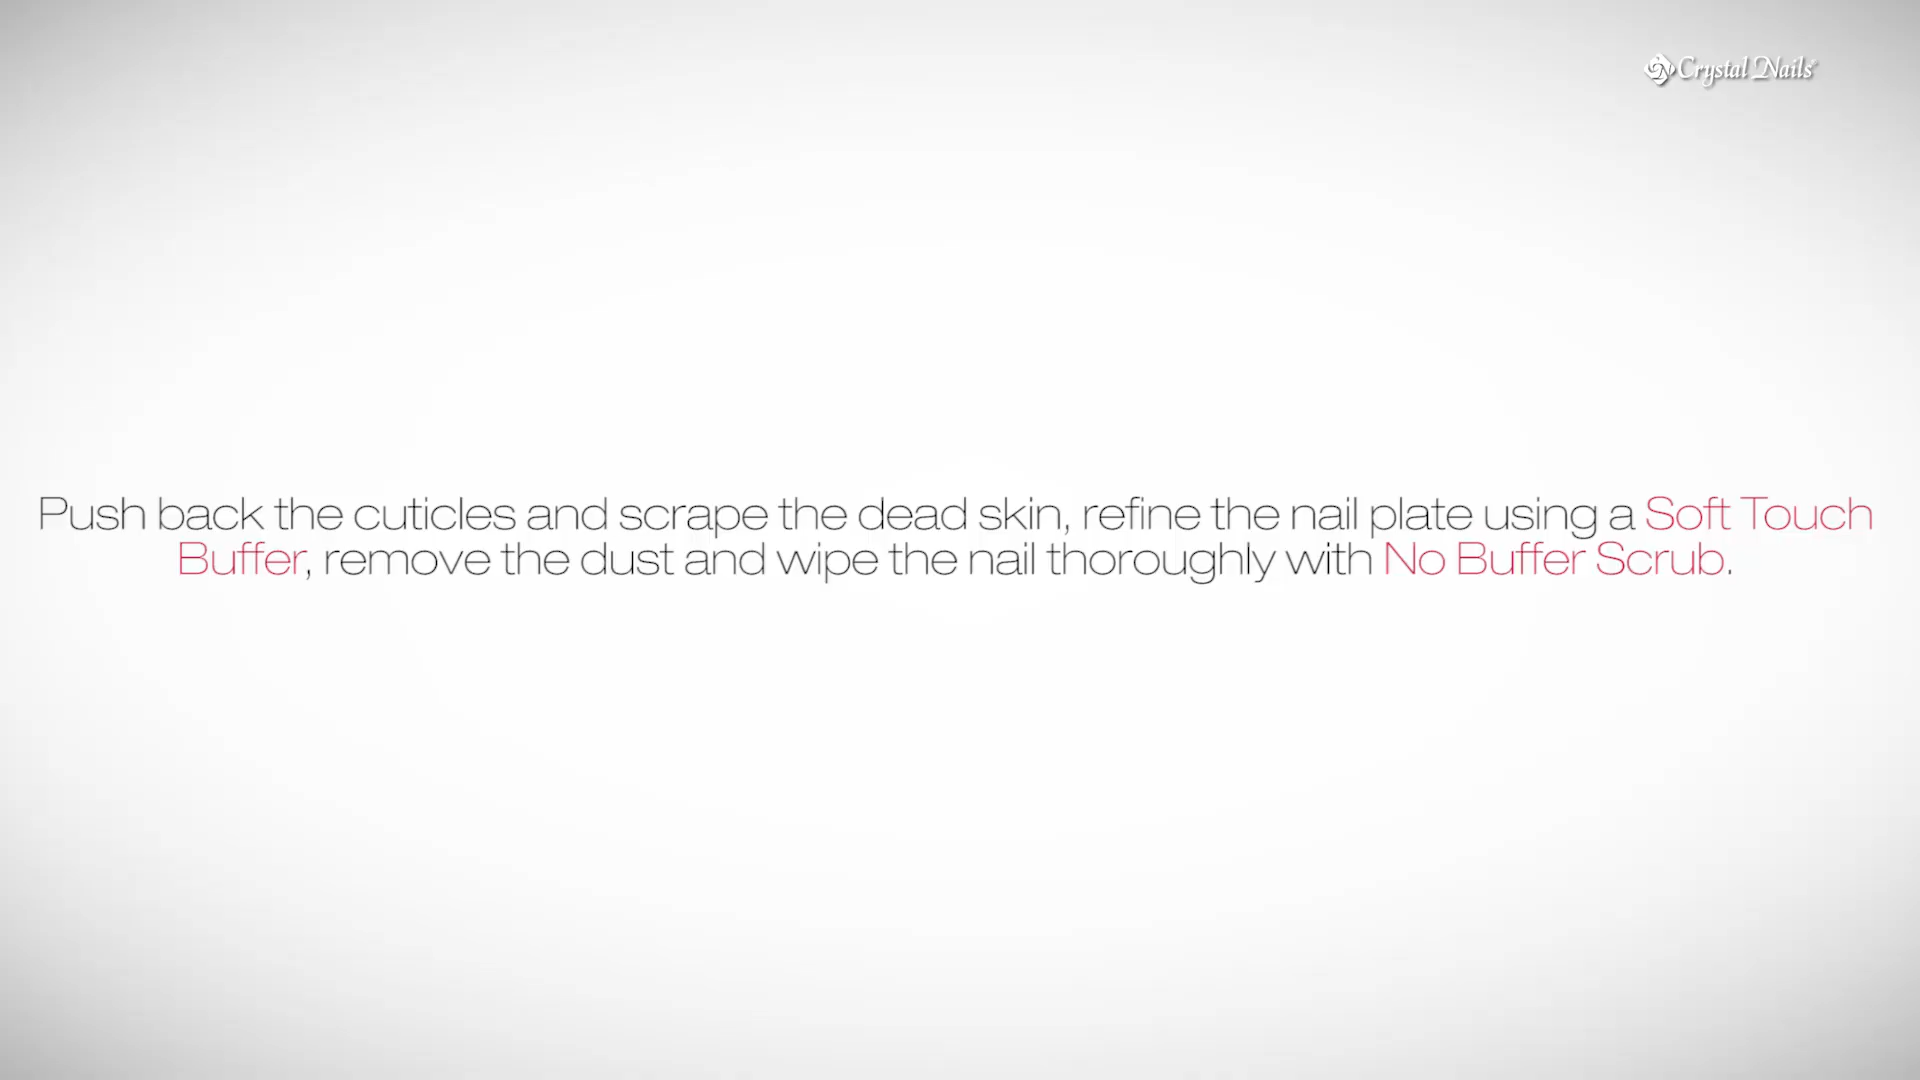 Crystal Nails
Push back the cuticles and scrape the dead skin, refine the nail plate using a Soft Touch
Buffer, remove the dust and wipe the nail thoroughly with No Buffer Scrub.